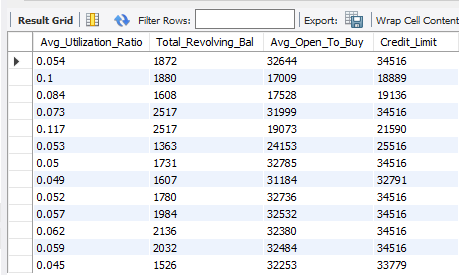 Result Grid Filter Rows: Export: Wrap Cell Content
Avg_Utilization_Ratio Total_Revolving_Bal Avg_Open_To_Buy Credit_Limit
0.054 1872 32644 34516
0.1 1880 17009 18889
0.084 1608 17528 19136
0.073 2517 31999 34516
0.117 2517 19073 21590
0.053 1363 24153 25516
0.05 1731 32785 34516
0.049 1607 31184 32791
0.052 1780 32736 34516
0.057 1984 32532 34516
0.062 2136 32380 34516
0.059 2032 32484 34516
0.045 1526 32253 33779